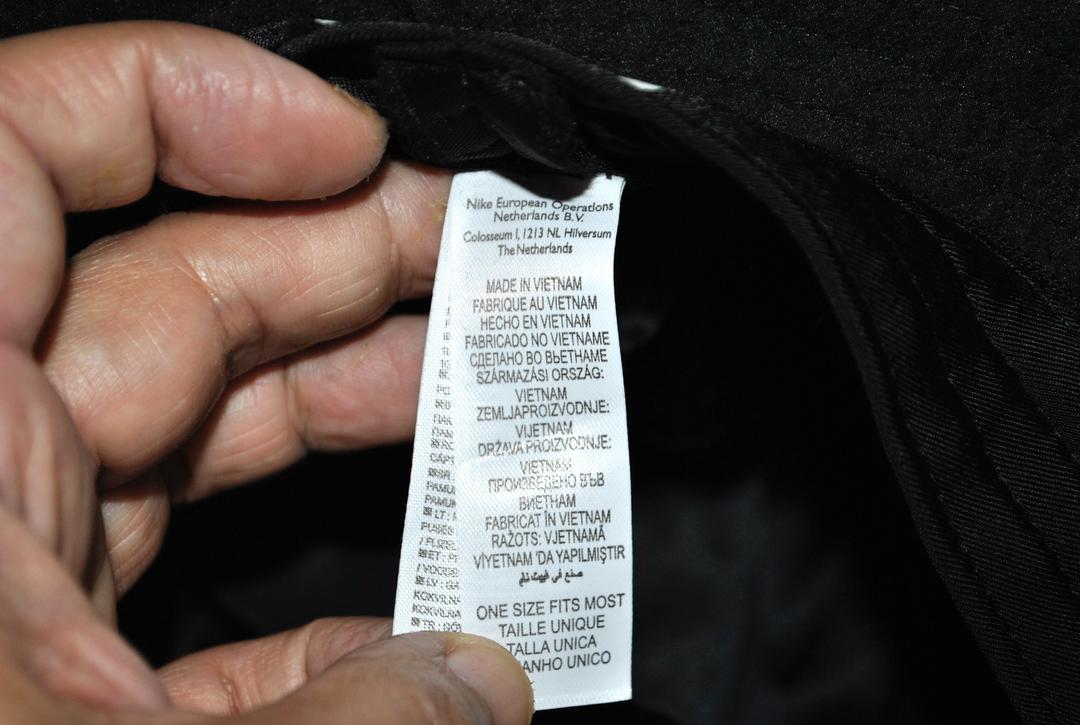 Nike European Operations
Netherlands B.V.
Colosseum 1, 1213 NL Hilversum
The Netherlands
MADE IN VIETNAM
FABRIQUE AU VIETNAM
HECHO EN VIETNAM
FABRICADO NO VIETNAME
СДЕЛАНО ВО ВЬЕТНАМЕ
SZÁRMAZÁSI ORSZÁG:
VIETNAM
ZEMLJAPROIZVODNJE:
VIJETNAM
DRŽAVA PROIZVODNJE:
VIETNAM
ПРОИЗВЕДЕНО ВЪВ
ВИЕТНАМ
FABRICAT ÎN VIETNAM
RAŽOTS: VJETNAMĀ
VİYETNAM 'DA YAPILMIŞTIR
صنع في فييت نام
ONE SIZE FITS MOST
TAILLE UNIQUE
TALLA UNICA
ANHO UNICO